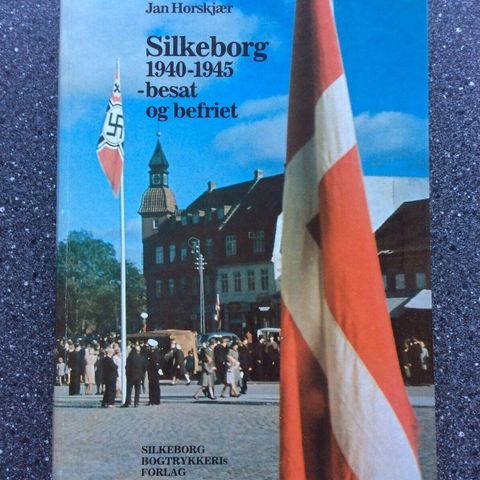 Jan Horskjær
Silkeborg
1940-1945
-besat
og befriet
SILKEBORG
BOGTRYKKERIs
FORLAG